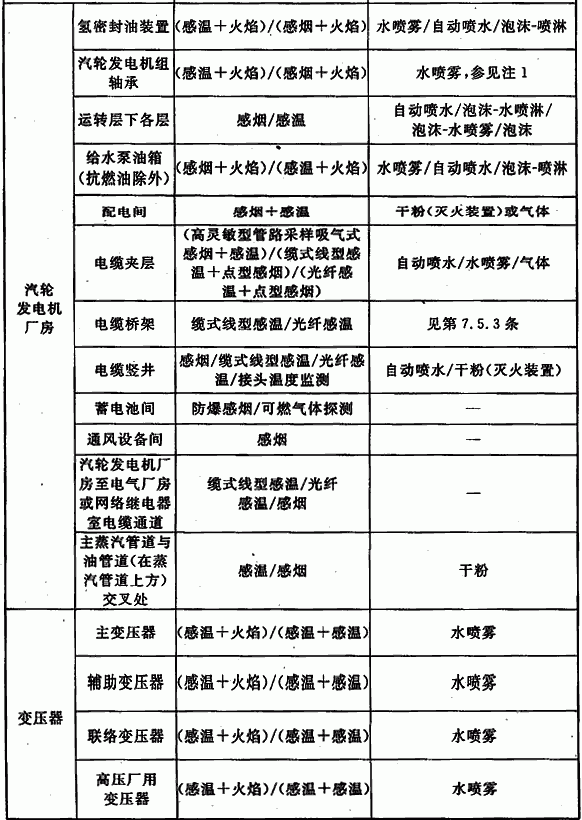 氢密封油装置 (感温＋火焰)/(感烟＋火焰) 水喷雾/自动喷水/泡沫-喷淋
汽轮发电机组
轴承
(感温＋火焰)/(感烟＋火焰) 水喷雾,参见注1
运转层下各层 感烟/感温
自动喷水/泡沫-水喷淋/
泡沫-水喷雾/泡沫
给水泵油箱
(抗燃油除外)
(感烟＋火焰)/(感温＋火焰) 水喷雾/自动喷水/泡沫-喷淋
配电间 感烟＋感温 干粉(灭火装置)或气体
电缆夹层
(高灵敏型管路采样吸气式
感烟＋感温)/(缆式线型感
温＋点型感烟)/(光纤感
温＋点型感烟)
自动喷水/水喷雾/气体
汽轮
发电机
厂房
电缆桥架 缆式线型感温/光纤感温 见第7.5.3条
电缆竖井
感烟/缆式线型感温/光纤感
温/接头温度监测
自动喷水/干粉(灭火装置)
蓄电池间 防爆感烟/可燃气体探测 —
通风设备间 感烟 —
汽轮发电机厂
房至电气厂房
或网络继电器
室电缆通道
缆式线型感温/光纤
感温/感烟
—
主蒸汽管道与
油管道(在蒸
汽管道上方)
交叉处
感温/感烟 干粉
变压器
主变压器 (感温＋火焰)/(感温＋感温) 水喷雾
辅助变压器 (感温＋火焰)/(感温＋感温) 水喷雾
联络变压器 (感温＋火焰)/(感温＋感温) 水喷雾
高压厂用
变压器
(感温＋火焰)/(感温＋感温) 水喷雾